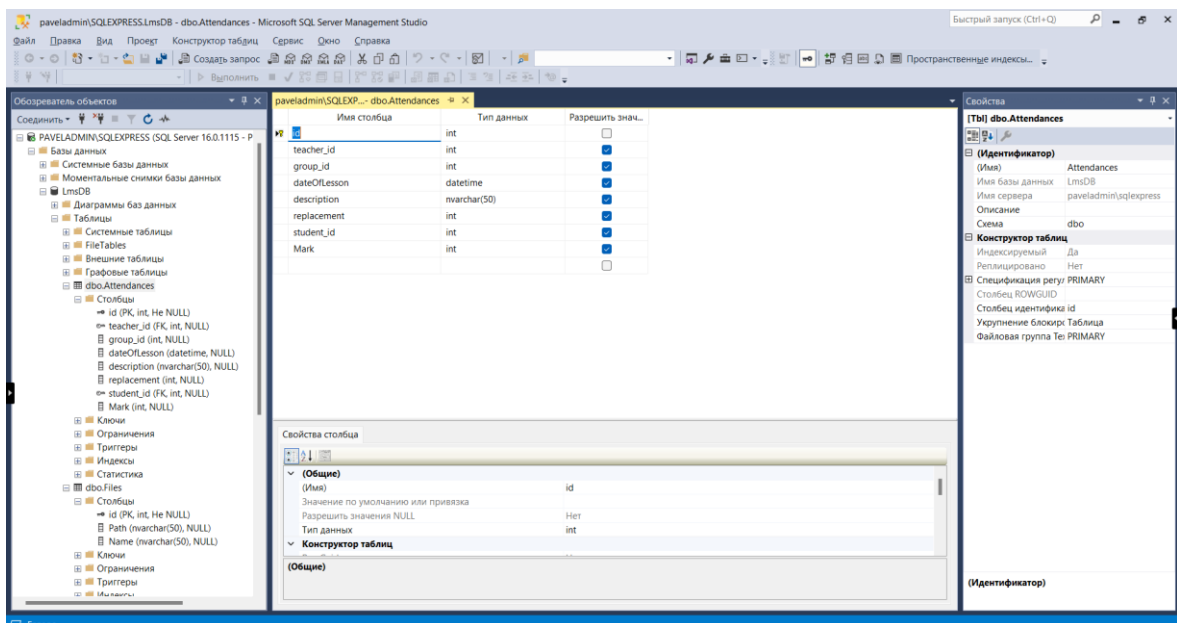 paveladmin\SQLEXPRESS.LmsDB - dbo.Attendances - Microsoft SQL Server Management Studio
Быстрый запуск (Ctrl+Q)
Файл Правка Вид Проект Конструктор таблиц Сервис Окно Справка
Создать запрос
Пространственные индексы...
Выполнить
Обозреватель объектов
Соединить
PAVELADMIN\SQLEXPRESS (SQL Server 16.0.1115 - P
Базы данных
Системные базы данных
Моментальные снимки базы данных
LmsDB
Диаграммы баз данных
Таблицы
Системные таблицы
FileTables
Внешние таблицы
Графовые таблицы
dbo.Attendances
Столбцы
id (PK, int, Не NULL)
teacher_id (FK, int, NULL)
group_id (int, NULL)
dateOfLesson (datetime, NULL)
description (nvarchar(50), NULL)
replacement (int, NULL)
student_id (FK, int, NULL)
Mark (int, NULL)
Ключи
Ограничения
Триггеры
Индексы
Статистика
dbo.Files
Столбцы
id (PK, int, Не NULL)
Path (nvarchar(50), NULL)
Name (nvarchar(50), NULL)
Ключи
Ограничения
Триггеры
Индексы
paveladmin\SQLEXP...- dbo.Attendances
Имя столбца Тип данных Разрешить знач...
id int
teacher_id int
group_id int
dateOfLesson datetime
description nvarchar(50)
replacement int
student_id int
Mark int
Свойства столбца
(Общие)
(Имя) id
Значение по умолчанию или привязка
Разрешить значения NULL Нет
Тип данных int
Конструктор таблиц
(Общие)
Свойства
[Tbl] dbo.Attendances
(Идентификатор)
(Имя) Attendances
Имя базы данных LmsDB
Имя сервера paveladmin\sqlexpress
Описание
Схема dbo
Конструктор таблиц
Индексируемый Да
Реплицировано Нет
Спецификация регул PRIMARY
Столбец ROWGUID
Столбец идентифика id
Укрупнение блокирс Таблица
Файловая группа Te PRIMARY
(Идентификатор)